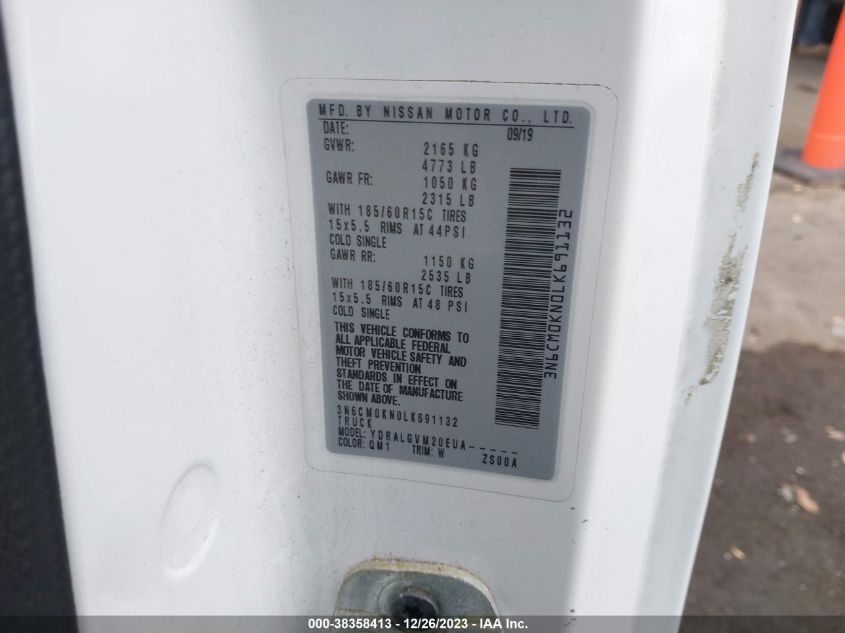 MFD. BY NISSAN MOTOR CO., LTD.
DATE: 09/19
GVWR: 2165 KG
4773 LB
GAWR FR: 1050 KG
2315 LB
WITH 185/60R15C TIRES
15x5.5 RIMS AT 44PSI
COLD SINGLE
GAWR RR: 1150 KG
2535 LB
WITH 185/60R15C TIRES
15x5.5 RIMS AT 48 PSI
COLD SINGLE
THIS VEHICLE CONFORMS TO
ALL APPLICABLE FEDERAL
MOTOR VEHICLE SAFETY AND
THEFT PREVENTION
STANDARDS IN EFFECT ON
THE DATE OF MANUFACTURE
SHOWN ABOVE.
3N6CM0KN0LK691132
TRUCK
MODEL: YDRALGVM20EUA-----
COLOR: QM1 TRIM: W ZS00A
3N6CM0KN0LK691132
000-38358413 - 12/26/2023 - IAA Inc.